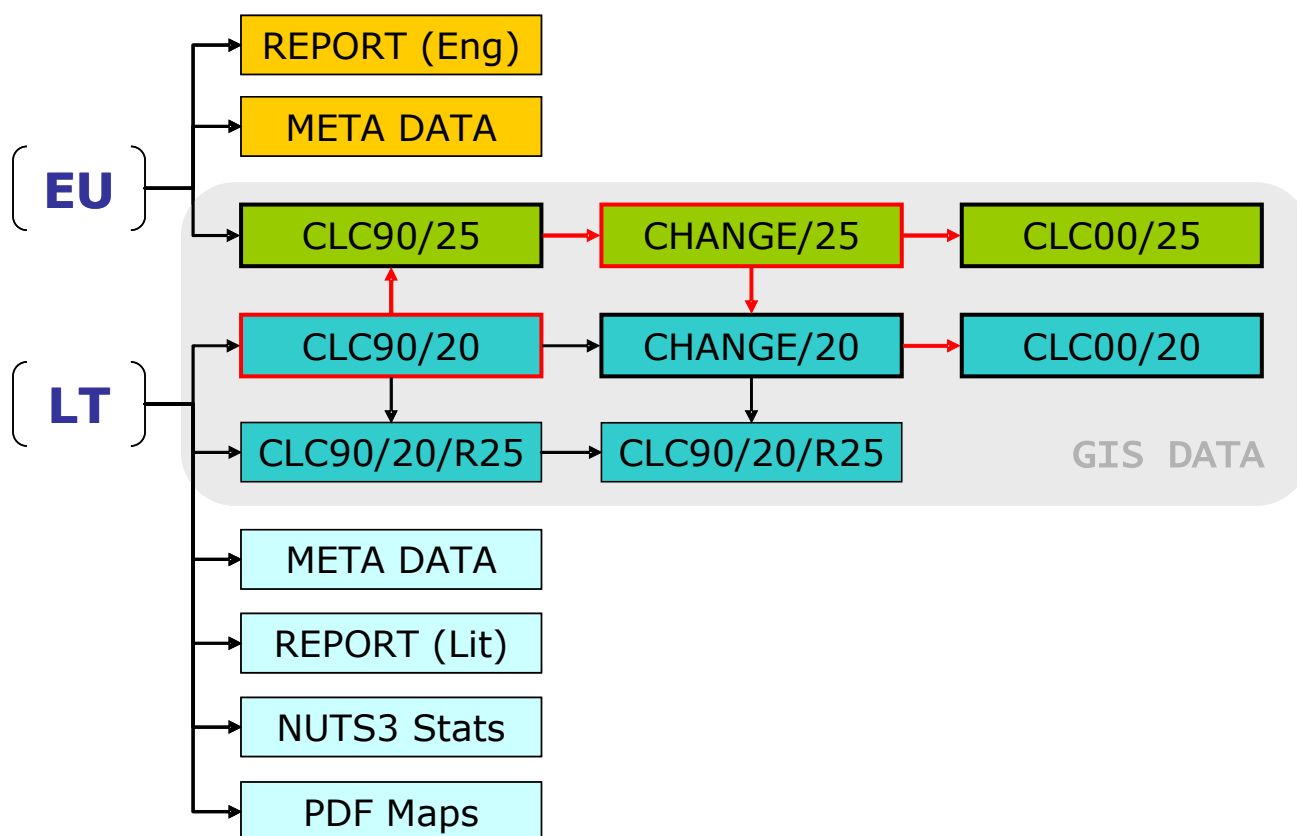 REPORT (Eng)
META DATA
EU
CLC90/25
CHANGE/25
CLC00/25
CLC90/20
CHANGE/20
CLC00/20
LT
CLC90/20/R25
CLC90/20/R25
GIS DATA
META DATA
REPORT (Lit)
NUTS3 Stats
PDF Maps